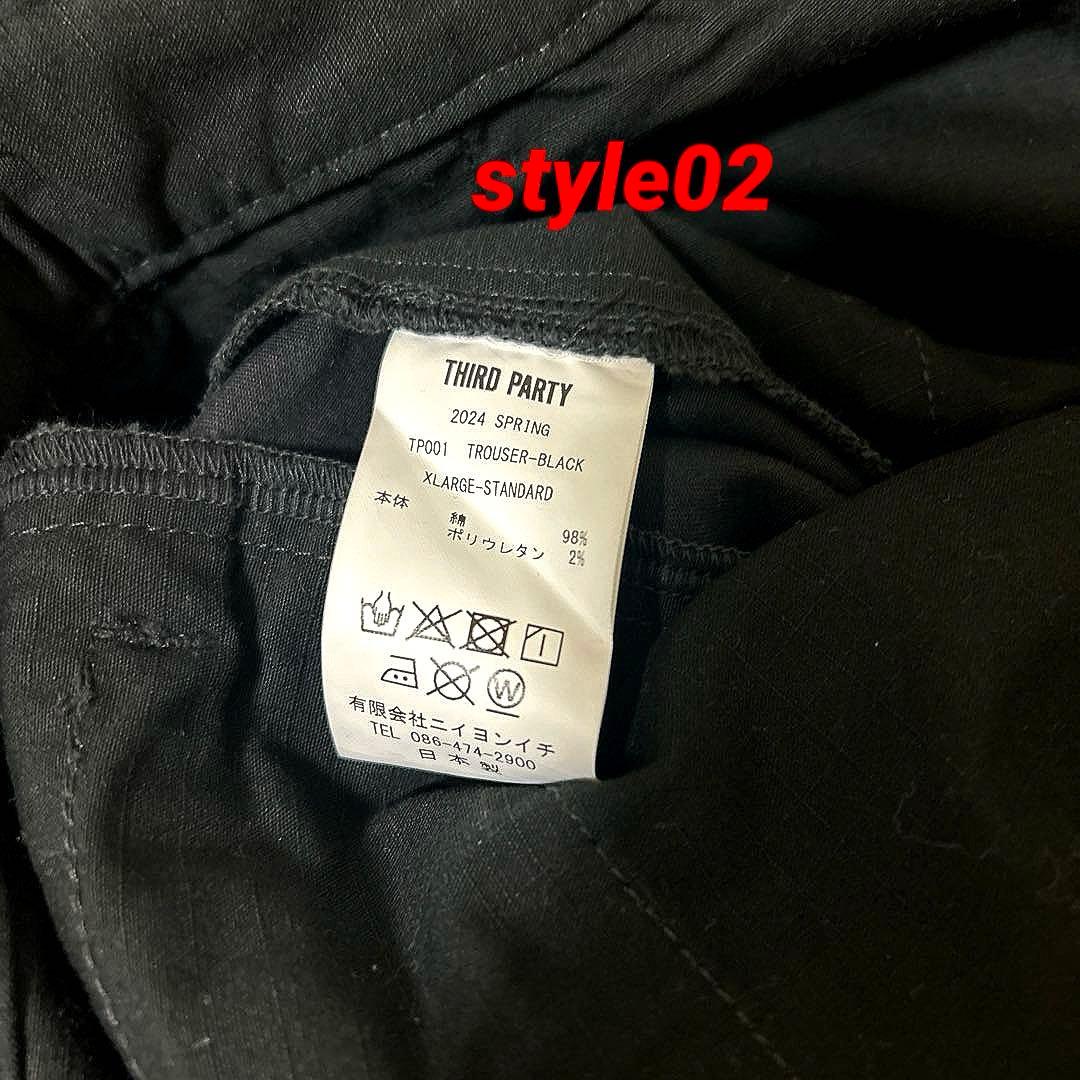 style02
THIRD PARTY
2024 SPRING
TP001 TROUSER-BLACK
XLARGE-STANDARD
本体 綿 98%
ポリウレタン 2%
W
有限会社ニイヨンイチ
TEL 086-474-2900
日本製